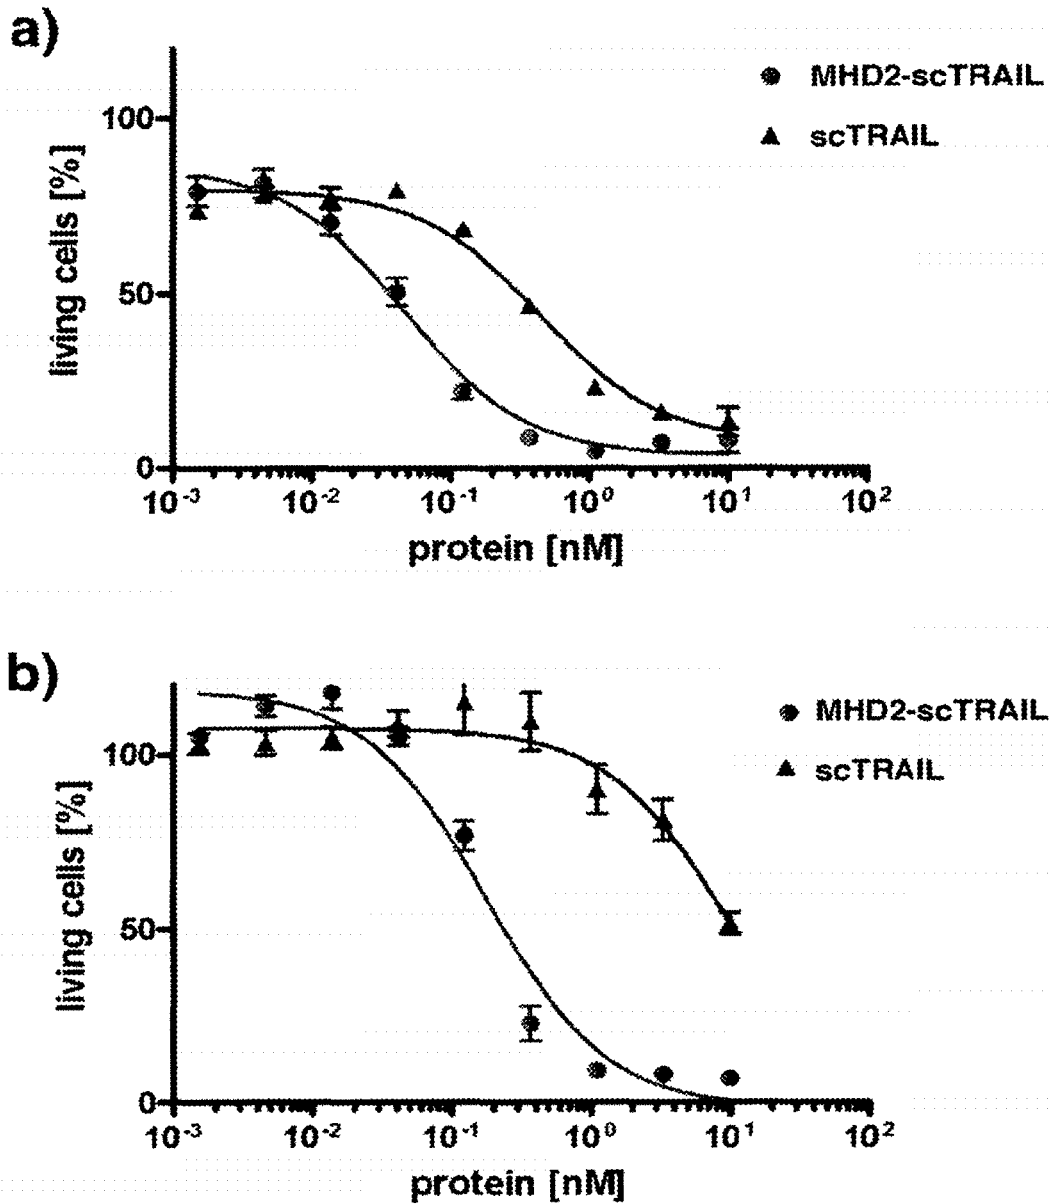 a)
MHD2-scTRAIL
scTRAIL
living cells [%]
100
50
0
10-3 10-2 10-1 100 101 102
protein [nM]
b)
MHD2-scTRAIL
scTRAIL
living cells [%]
100
50
0
10-3 10-2 10-1 100 101 102
protein [nM]